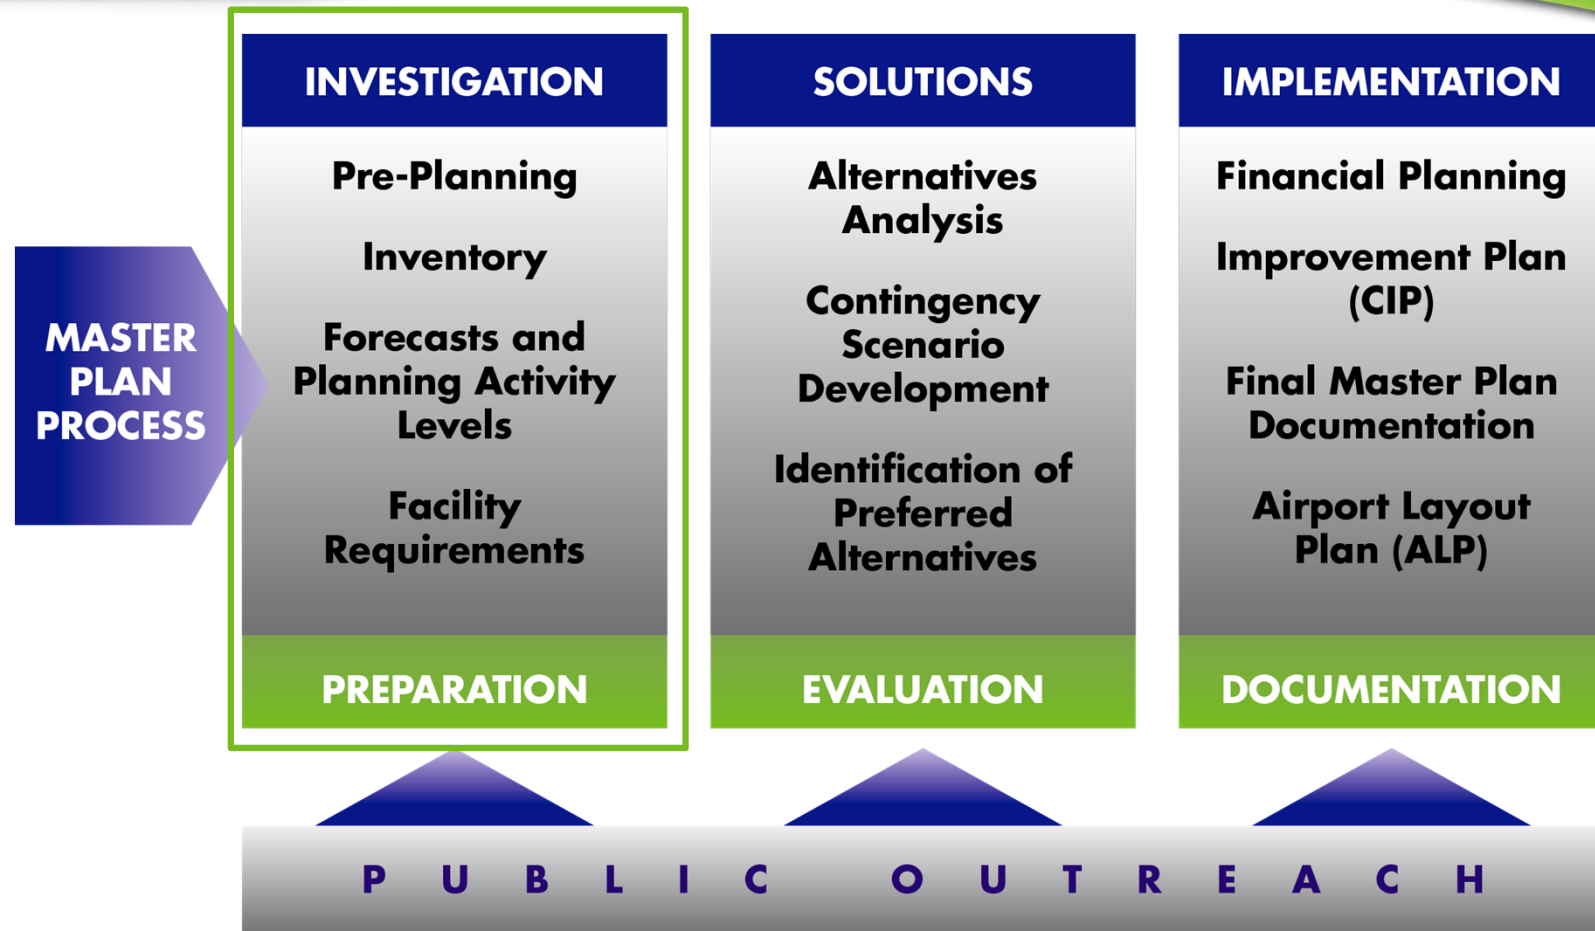 MASTER
PLAN
PROCESS
INVESTIGATION
Pre-Planning
Inventory
Forecasts and
Planning Activity
Levels
Facility
Requirements
PREPARATION
SOLUTIONS
Alternatives
Analysis
Contingency
Scenario
Development
Identification of
Preferred
Alternatives
EVALUATION
IMPLEMENTATION
Financial Planning
Improvement Plan
(CIP)
Final Master Plan
Documentation
Airport Layout
Plan (ALP)
DOCUMENTATION
PUBLIC OUTREACH